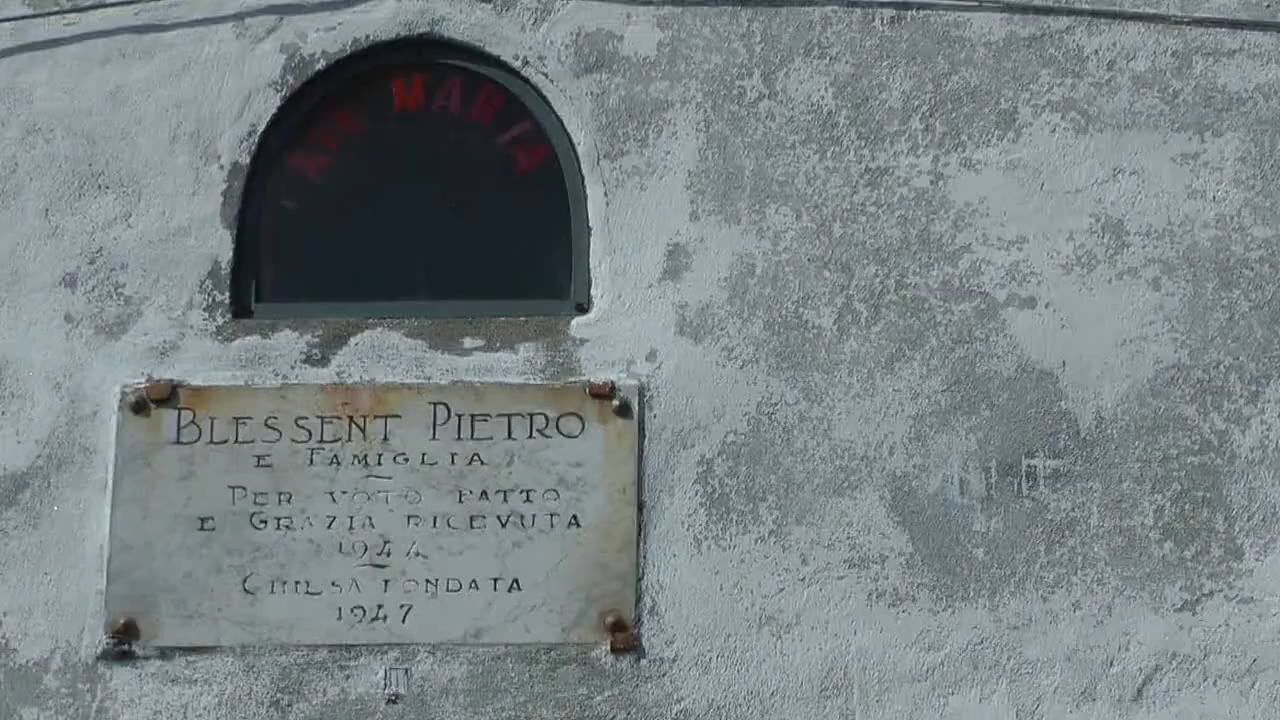 AVE MARIA
BLESSENT PIETRO
E FAMIGLIA
PER VOTO FATTO
E GRAZIA RICEVUTA
1944
CHIESA FONDATA
1947